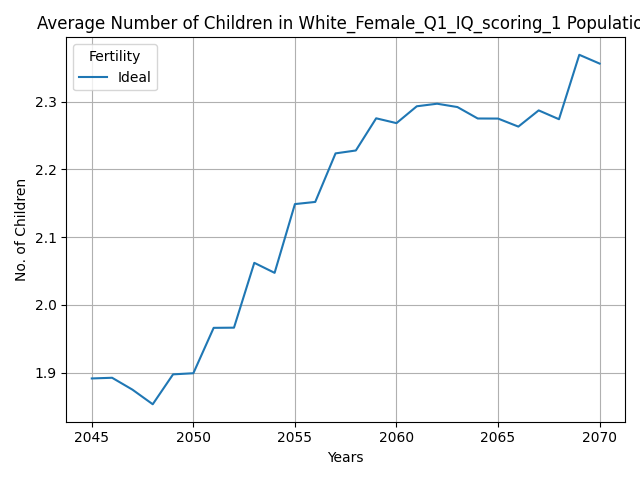 Average Number of Children in White_Female_Q1_IQ_scoring_1 Populatio
Fertility
Ideal
No. of Children
2.3
2.2
2.1
2.0
1.9
2045 2050 2055 2060 2065 2070
Years